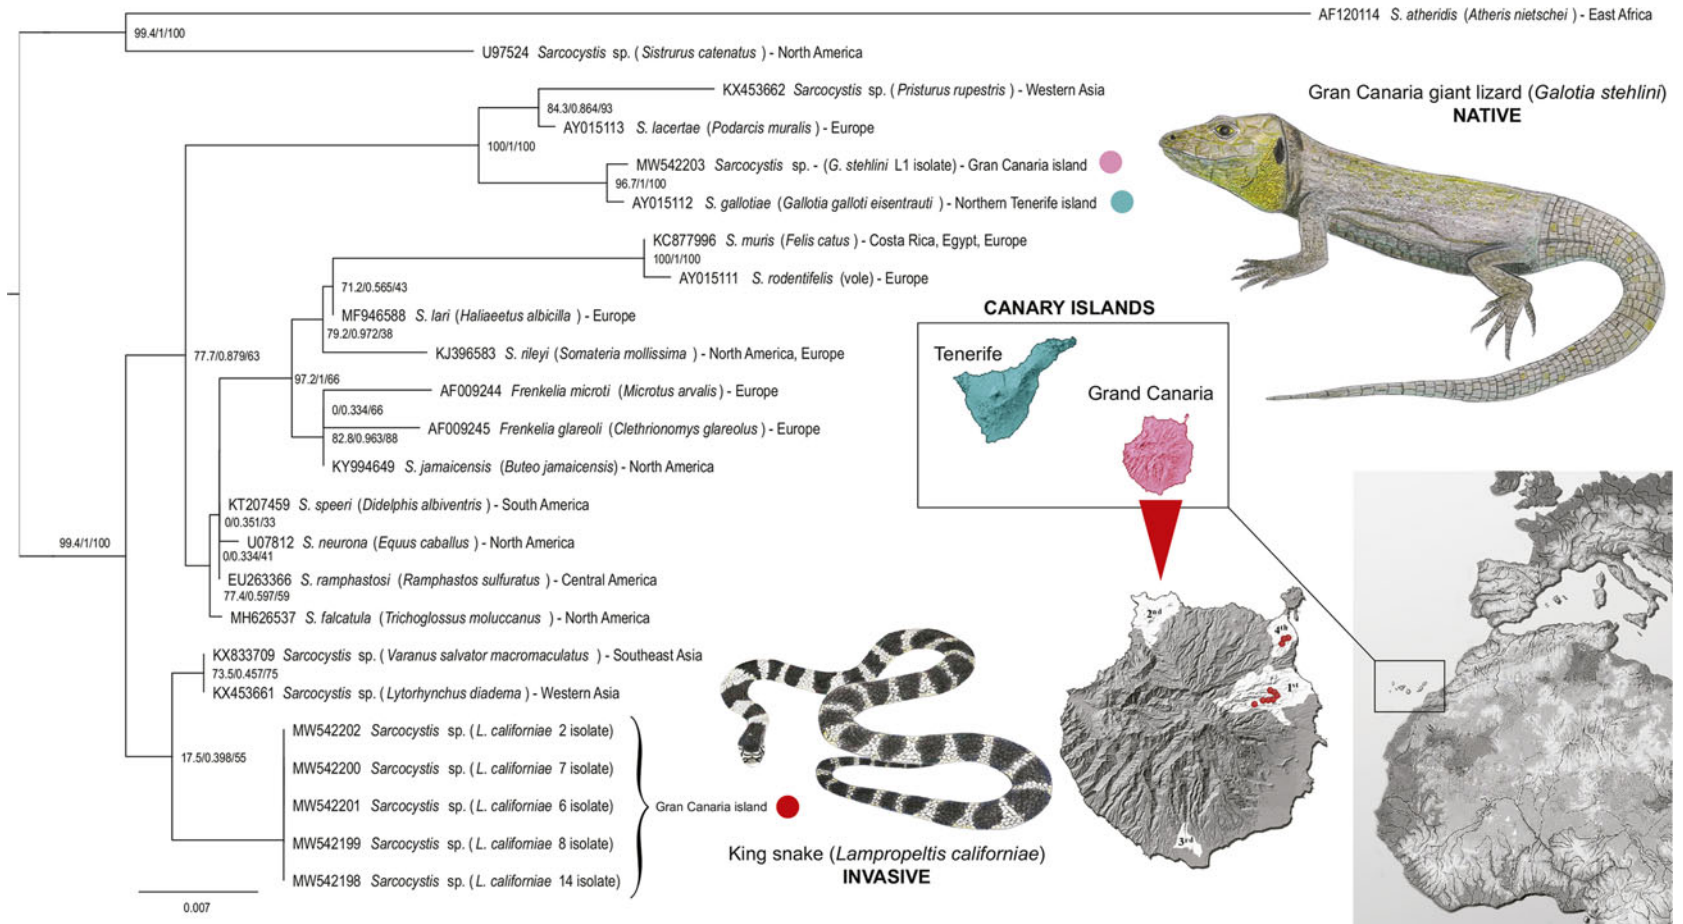 AF120114 S. atheridis (Atheris nietschei) - East Africa
99.4/1/100
U97524 Sarcocystis sp. (Sistrurus catenatus) - North America
KX453662 Sarcocystis sp. (Pristurus rupestris) - Western Asia
84.3/0.864/93
AY015113 S. lacertae (Podarcis muralis) - Europe
100/1/100
MW542203 Sarcocystis sp. - (G. stehlini L1 isolate) - Gran Canaria island
96.7/1/100
AY015112 S. gallotiae (Gallotia galloti eisentrauti) - Northern Tenerife island
KC877996 S. muris (Felis catus) - Costa Rica, Egypt, Europe
100/1/100
AY015111 S. rodentifelis (vole) - Europe
71.2/0.565/43
MF946588 S. lari (Haliaeetus albicilla) - Europe
79.2/0.972/38
KJ396583 S. rileyi (Somateria mollissima) - North America, Europe
77.7/0.879/63
97.2/1/66
AF009244 Frenkelia microti (Microtus arvalis) - Europe
0/0.334/66
AF009245 Frenkelia glareoli (Clethrionomys glareolus) - Europe
82.8/0.963/88
KY994649 S. jamaicensis (Buteo jamaicensis) - North America
KT207459 S. speeri (Didelphis albiventris) - South America
0/0.351/33
U07812 S. neurona (Equus caballus) - North America
0/0.334/41
EU263366 S. ramphastosi (Ramphastos sulfuratus) - Central America
77.4/0.597/59
MH626537 S. falcatula (Trichoglossus moluccanus) - North America
99.4/1/100
KX833709 Sarcocystis sp. (Varanus salvator macromaculatus) - Southeast Asia
73.5/0.457/75
KX453661 Sarcocystis sp. (Lytorhynchus diadema) - Western Asia
17.5/0.398/55
MW542202 Sarcocystis sp. (L. californiae 2 isolate)
MW542200 Sarcocystis sp. (L. californiae 7 isolate)
MW542201 Sarcocystis sp. (L. californiae 6 isolate)
MW542199 Sarcocystis sp. (L. californiae 8 isolate)
MW542198 Sarcocystis sp. (L. californiae 14 isolate)
Gran Canaria island
0.007
Gran Canaria giant lizard (Galotia stehlini)
NATIVE
CANARY ISLANDS
Tenerife
Grand Canaria
2nd
4th
1st
3rd
King snake (Lampropeltis californiae)
INVASIVE